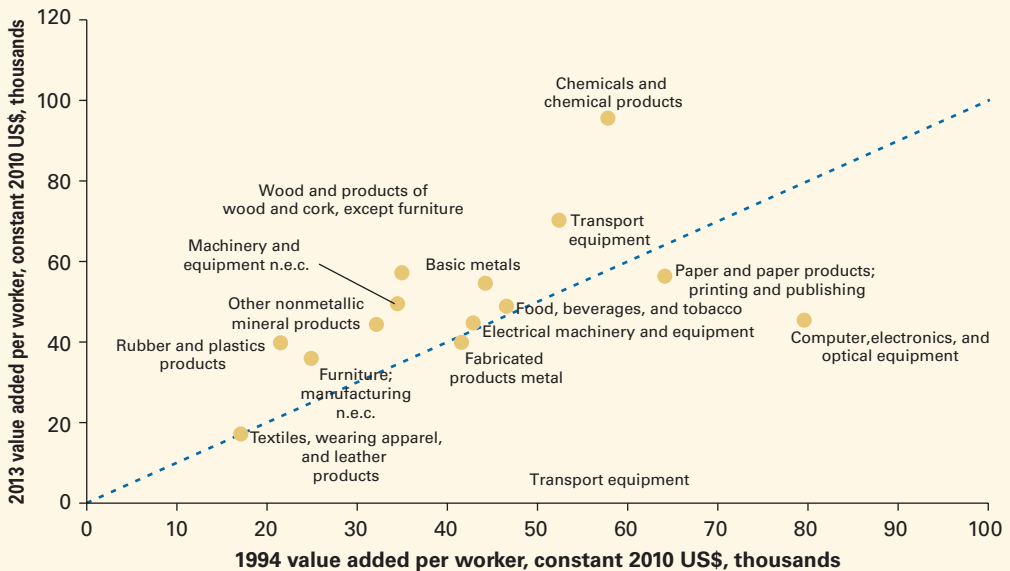 2013 value added per worker, constant 2010 US$, thousands
120
100
80
60
40
20
0
Chemicals and
chemical products
Wood and products of
wood and cork, except furniture
Transport
equipment
Machinery and
equipment n.e.c.
Basic metals
Paper and paper products;
printing and publishing
Other nonmetallic
mineral products
Food, beverages, and tobacco
Electrical machinery and equipment
Computer,electronics, and
optical equipment
Rubber and plastics
products
Fabricated
products metal
Furniture;
manufacturing
n.e.c.
Textiles, wearing apparel,
and leather
products
Transport equipment
0 10 20 30 40 50 60 70 80 90 100
1994 value added per worker, constant 2010 US$, thousands